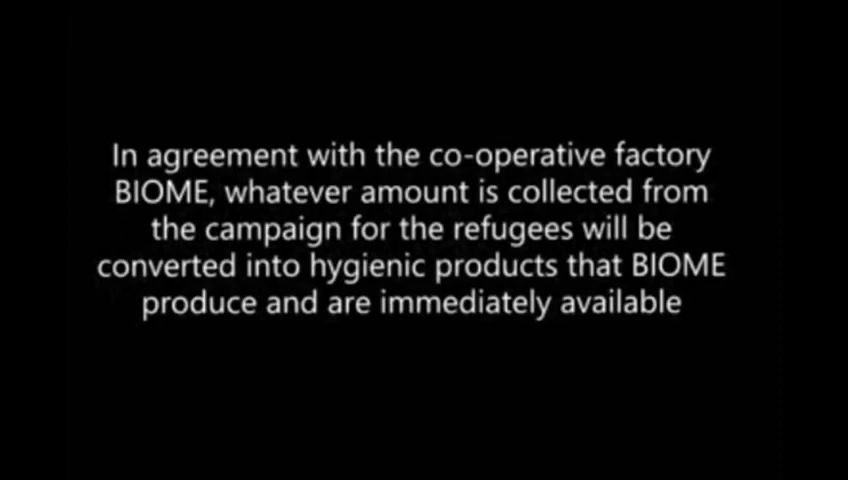 In agreement with the co-operative factory
BIOME, whatever amount is collected from
the campaign for the refugees will be
converted into hygienic products that BIOME
produce and are immediately available